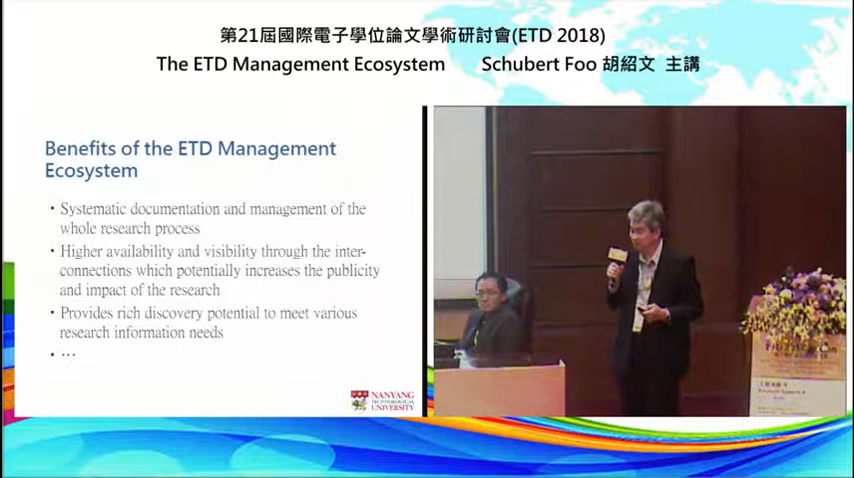 第21屆國際電子學位論文學術研討會(ETD 2018)
The ETD Management Ecosystem Schubert Foo 胡紹文 主講
Benefits of the ETD Management
Ecosystem
• Systematic documentation and management of the
whole research process
• Higher availability and visibility through the inter-
connections which potentially increases the publicity
and impact of the research
• Provides rich discovery potential to meet various
research information needs
• …
NANYANG
TECHNOLOGICAL
UNIVERSITY